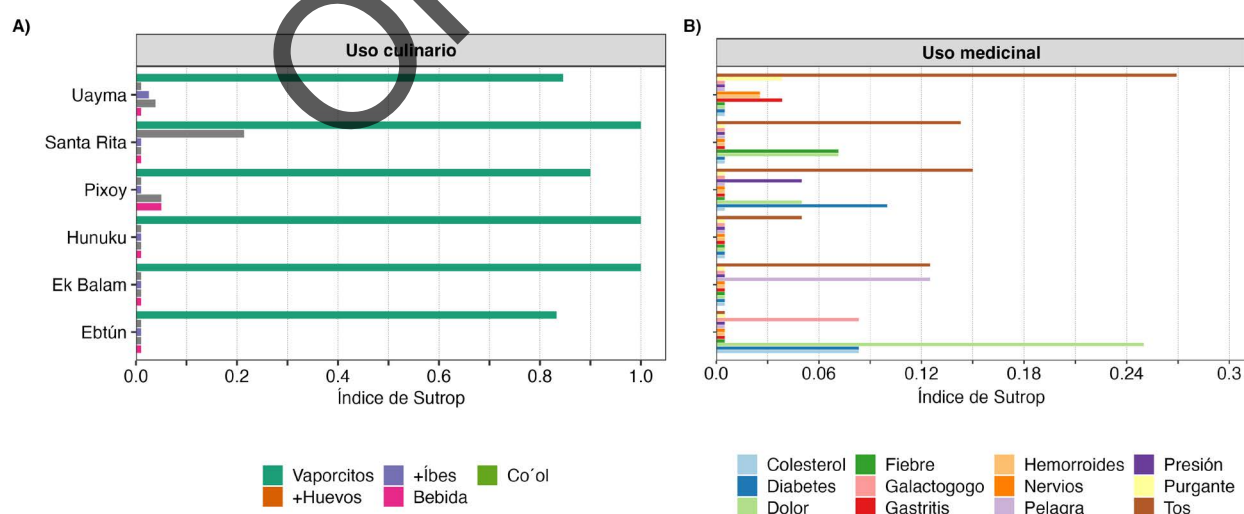 A)
Uso culinario
Uayma
Santa Rita
Pixoy
Hunuku
Ek Balam
Ebtún
0.0 0.2 0.4 0.6 0.8 1.0
Índice de Sutrop
Vaporcitos +Íbes Co´ol
+Huevos Bebida
B)
Uso medicinal
0.0 0.06 0.12 0.18 0.24 0.3
Índice de Sutrop
Colesterol Fiebre Hemorroides Presión
Diabetes Galactogogo Nervios Purgante
Dolor Gastritis Pelagra Tos